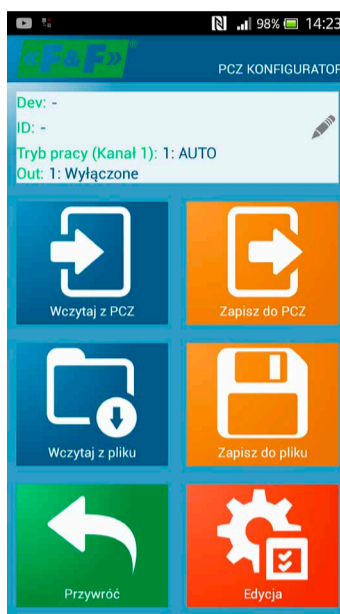 98% 14:23
«F&F»®
PCZ KONFIGURATOR
Dev: -
ID: -
Tryb pracy (Kanał 1): 1: AUTO
Out: 1: Wyłączone
Wczytaj z PCZ
Zapisz do PCZ
Wczytaj z pliku
Zapisz do pliku
Przywróć
Edycja